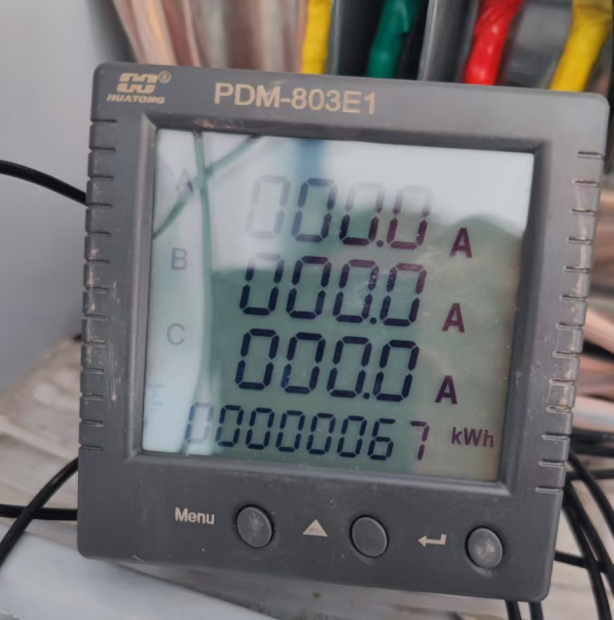 HUATONG®
PDM-803E1
A 000.0 A
B 000.0 A
C 000.0 A
Σ 00000067 kWh
Menu